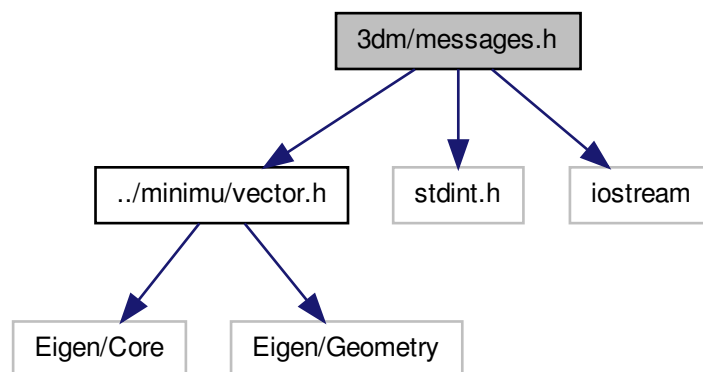 3dm/messages.h
../minimu/vector.h
stdint.h
iostream
Eigen/Core
Eigen/Geometry